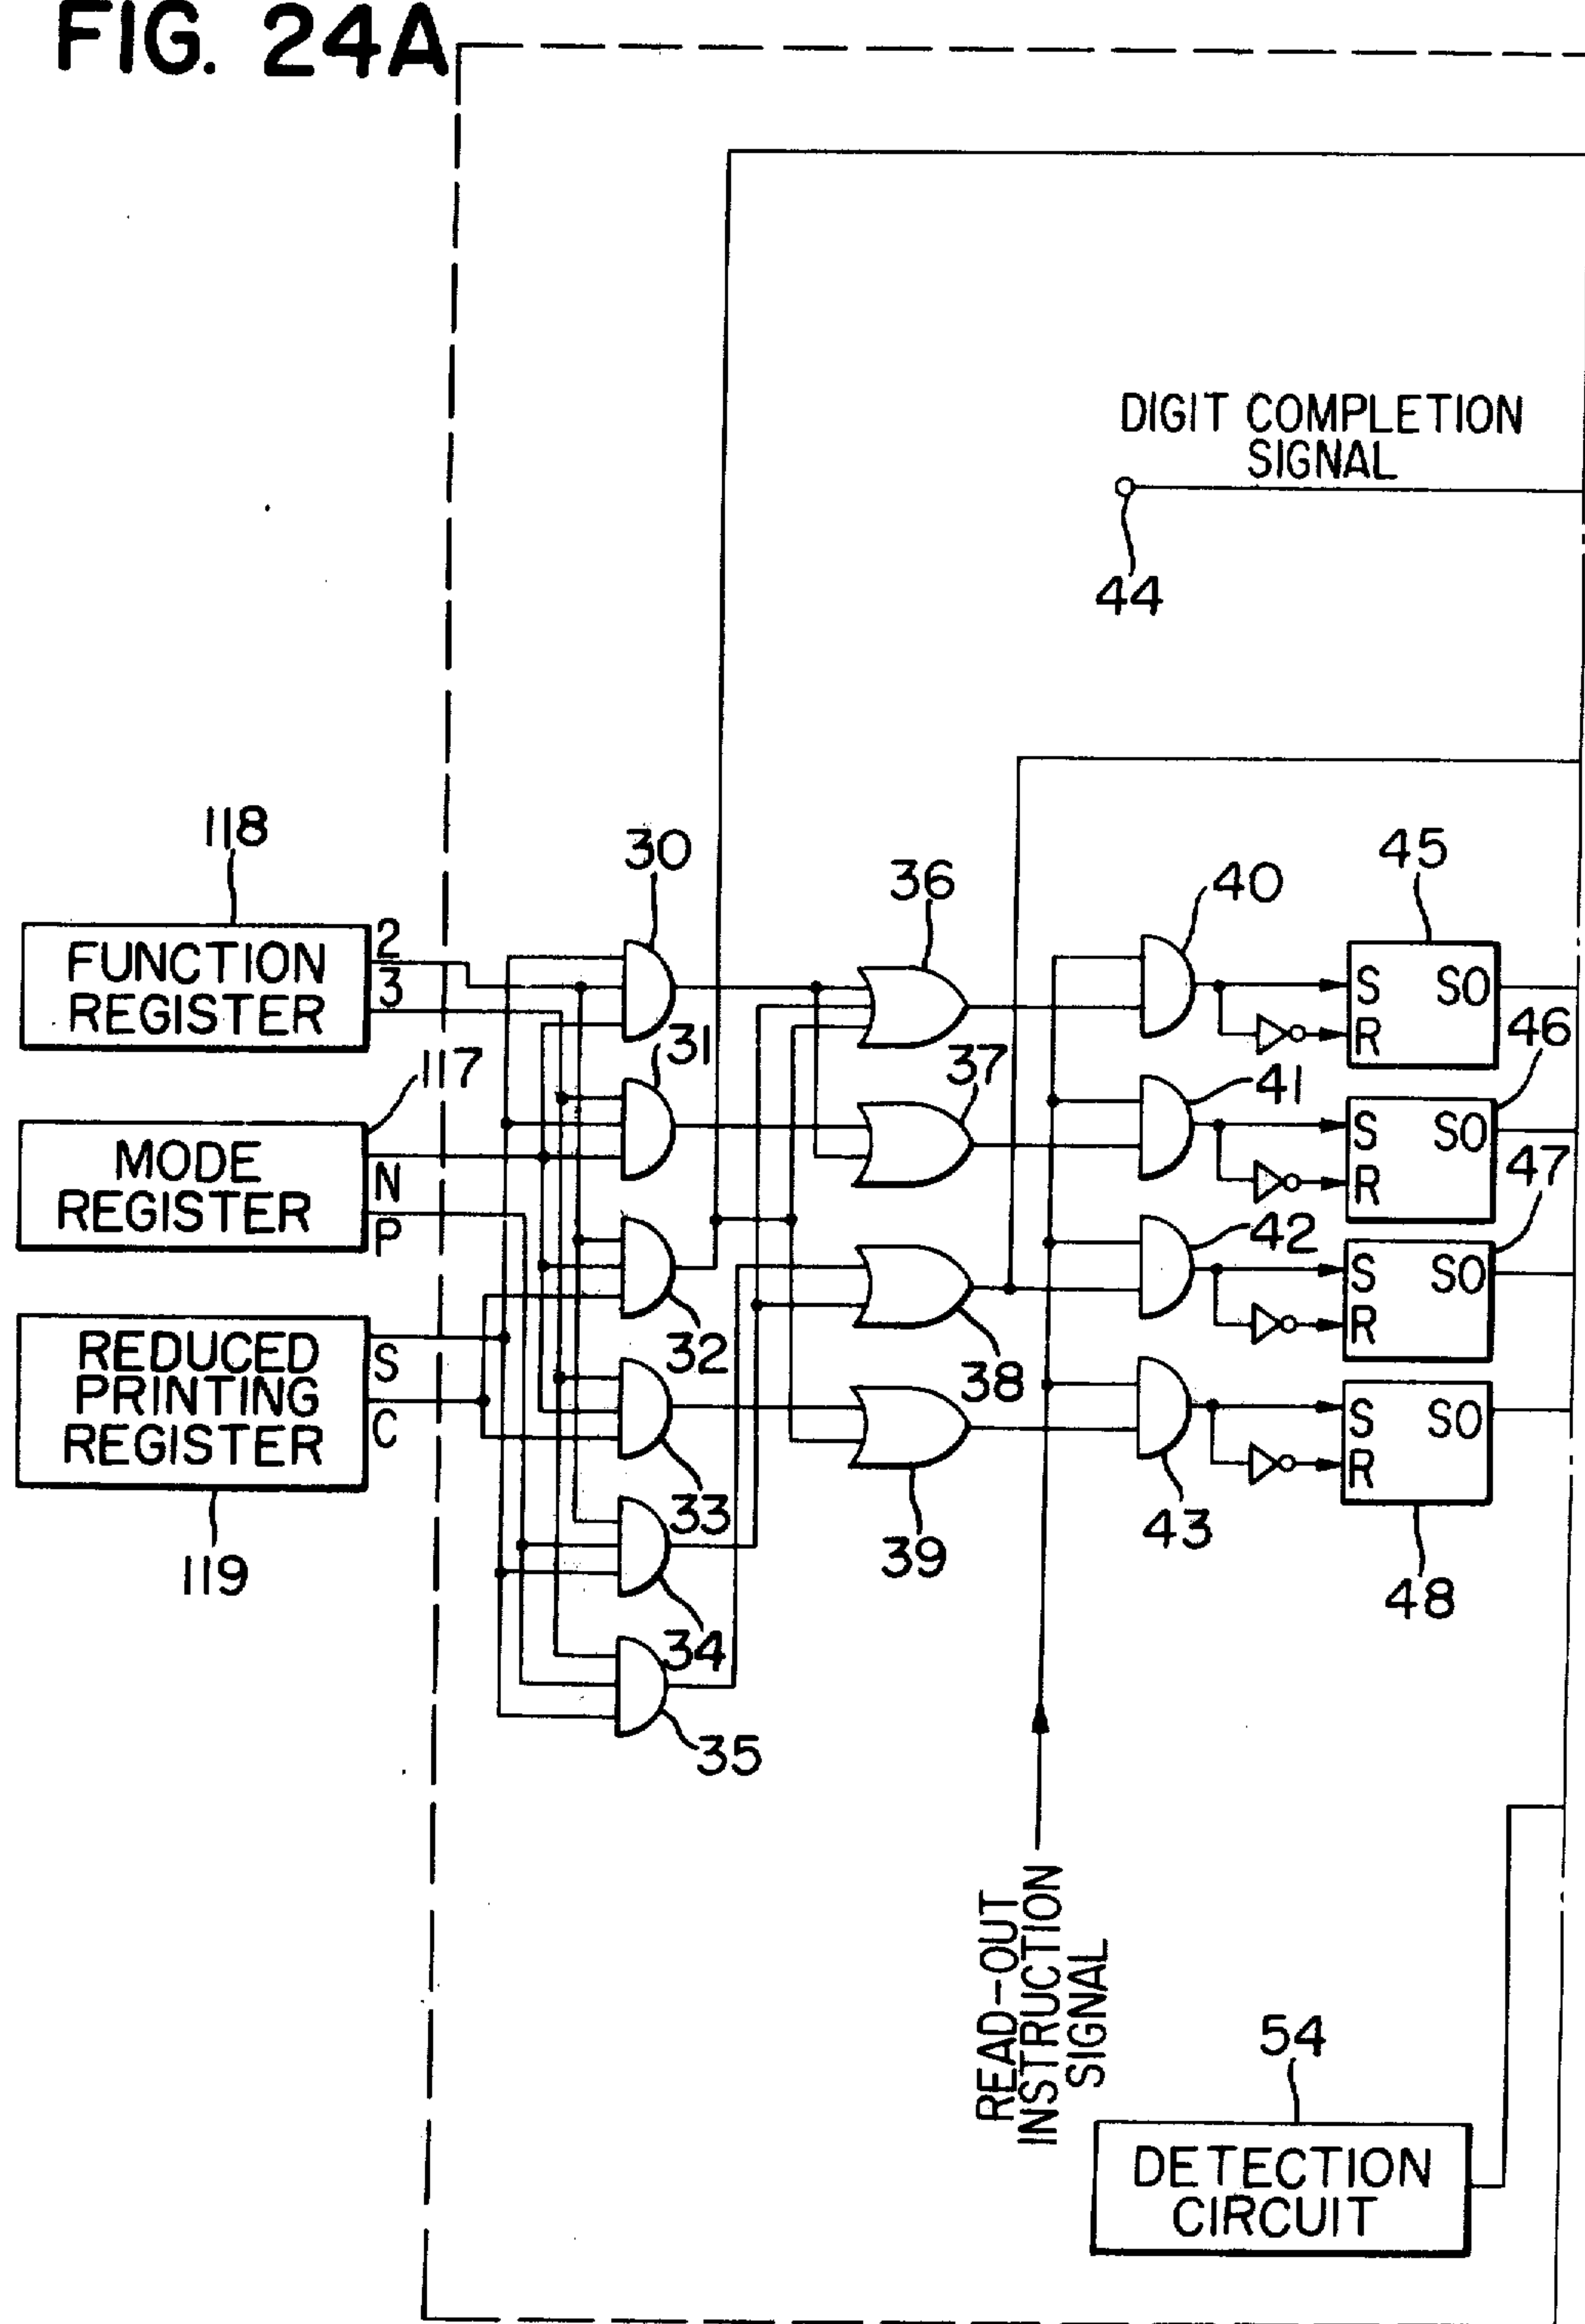 FIG. 24A
DIGIT COMPLETION
SIGNAL
44
118
30
36
40
45
FUNCTION
REGISTER
2
3
S SO
R
31
37
41
46
117
MODE
REGISTER
N
P
S SO
R
42
47
32
38
S SO
R
REDUCED
PRINTING
REGISTER
S
C
119
33
39
43
S SO
R
48
34
35
READ-OUT
INSTRUCTION
SIGNAL
54
DETECTION
CIRCUIT